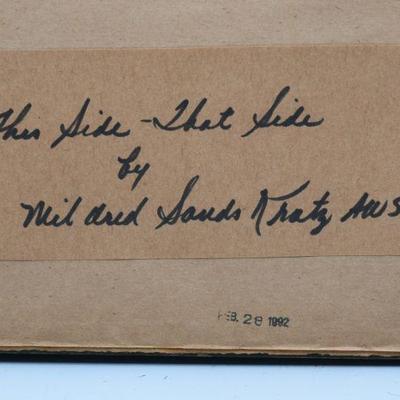 This Side - That Side
by
Mildred Sands Kratz AWS
FEB. 28 1992